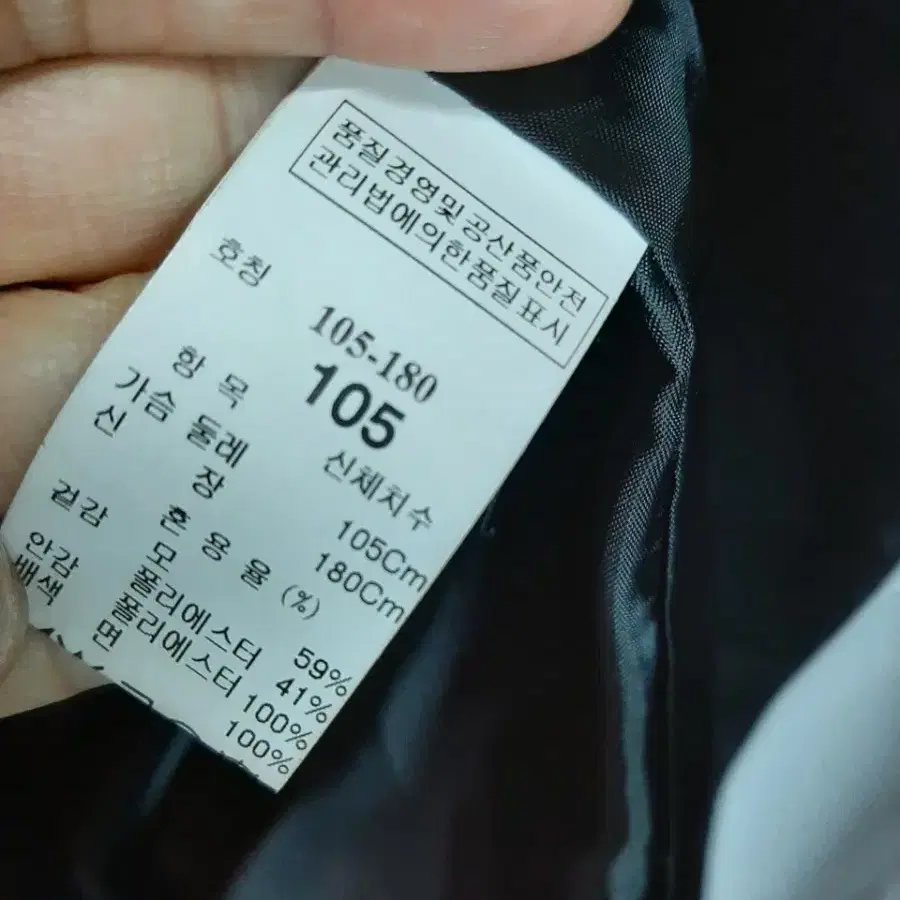 품질경영및공산품안전
관리법에의한품질표시
호칭
105-180
105
항 목 신체치수
가슴 둘레 105Cm
신 장 180Cm
혼 용 율 (%)
겉감 모 59%
폴리에스터 41%
안감 폴리에스터 100%
배색 면 100%